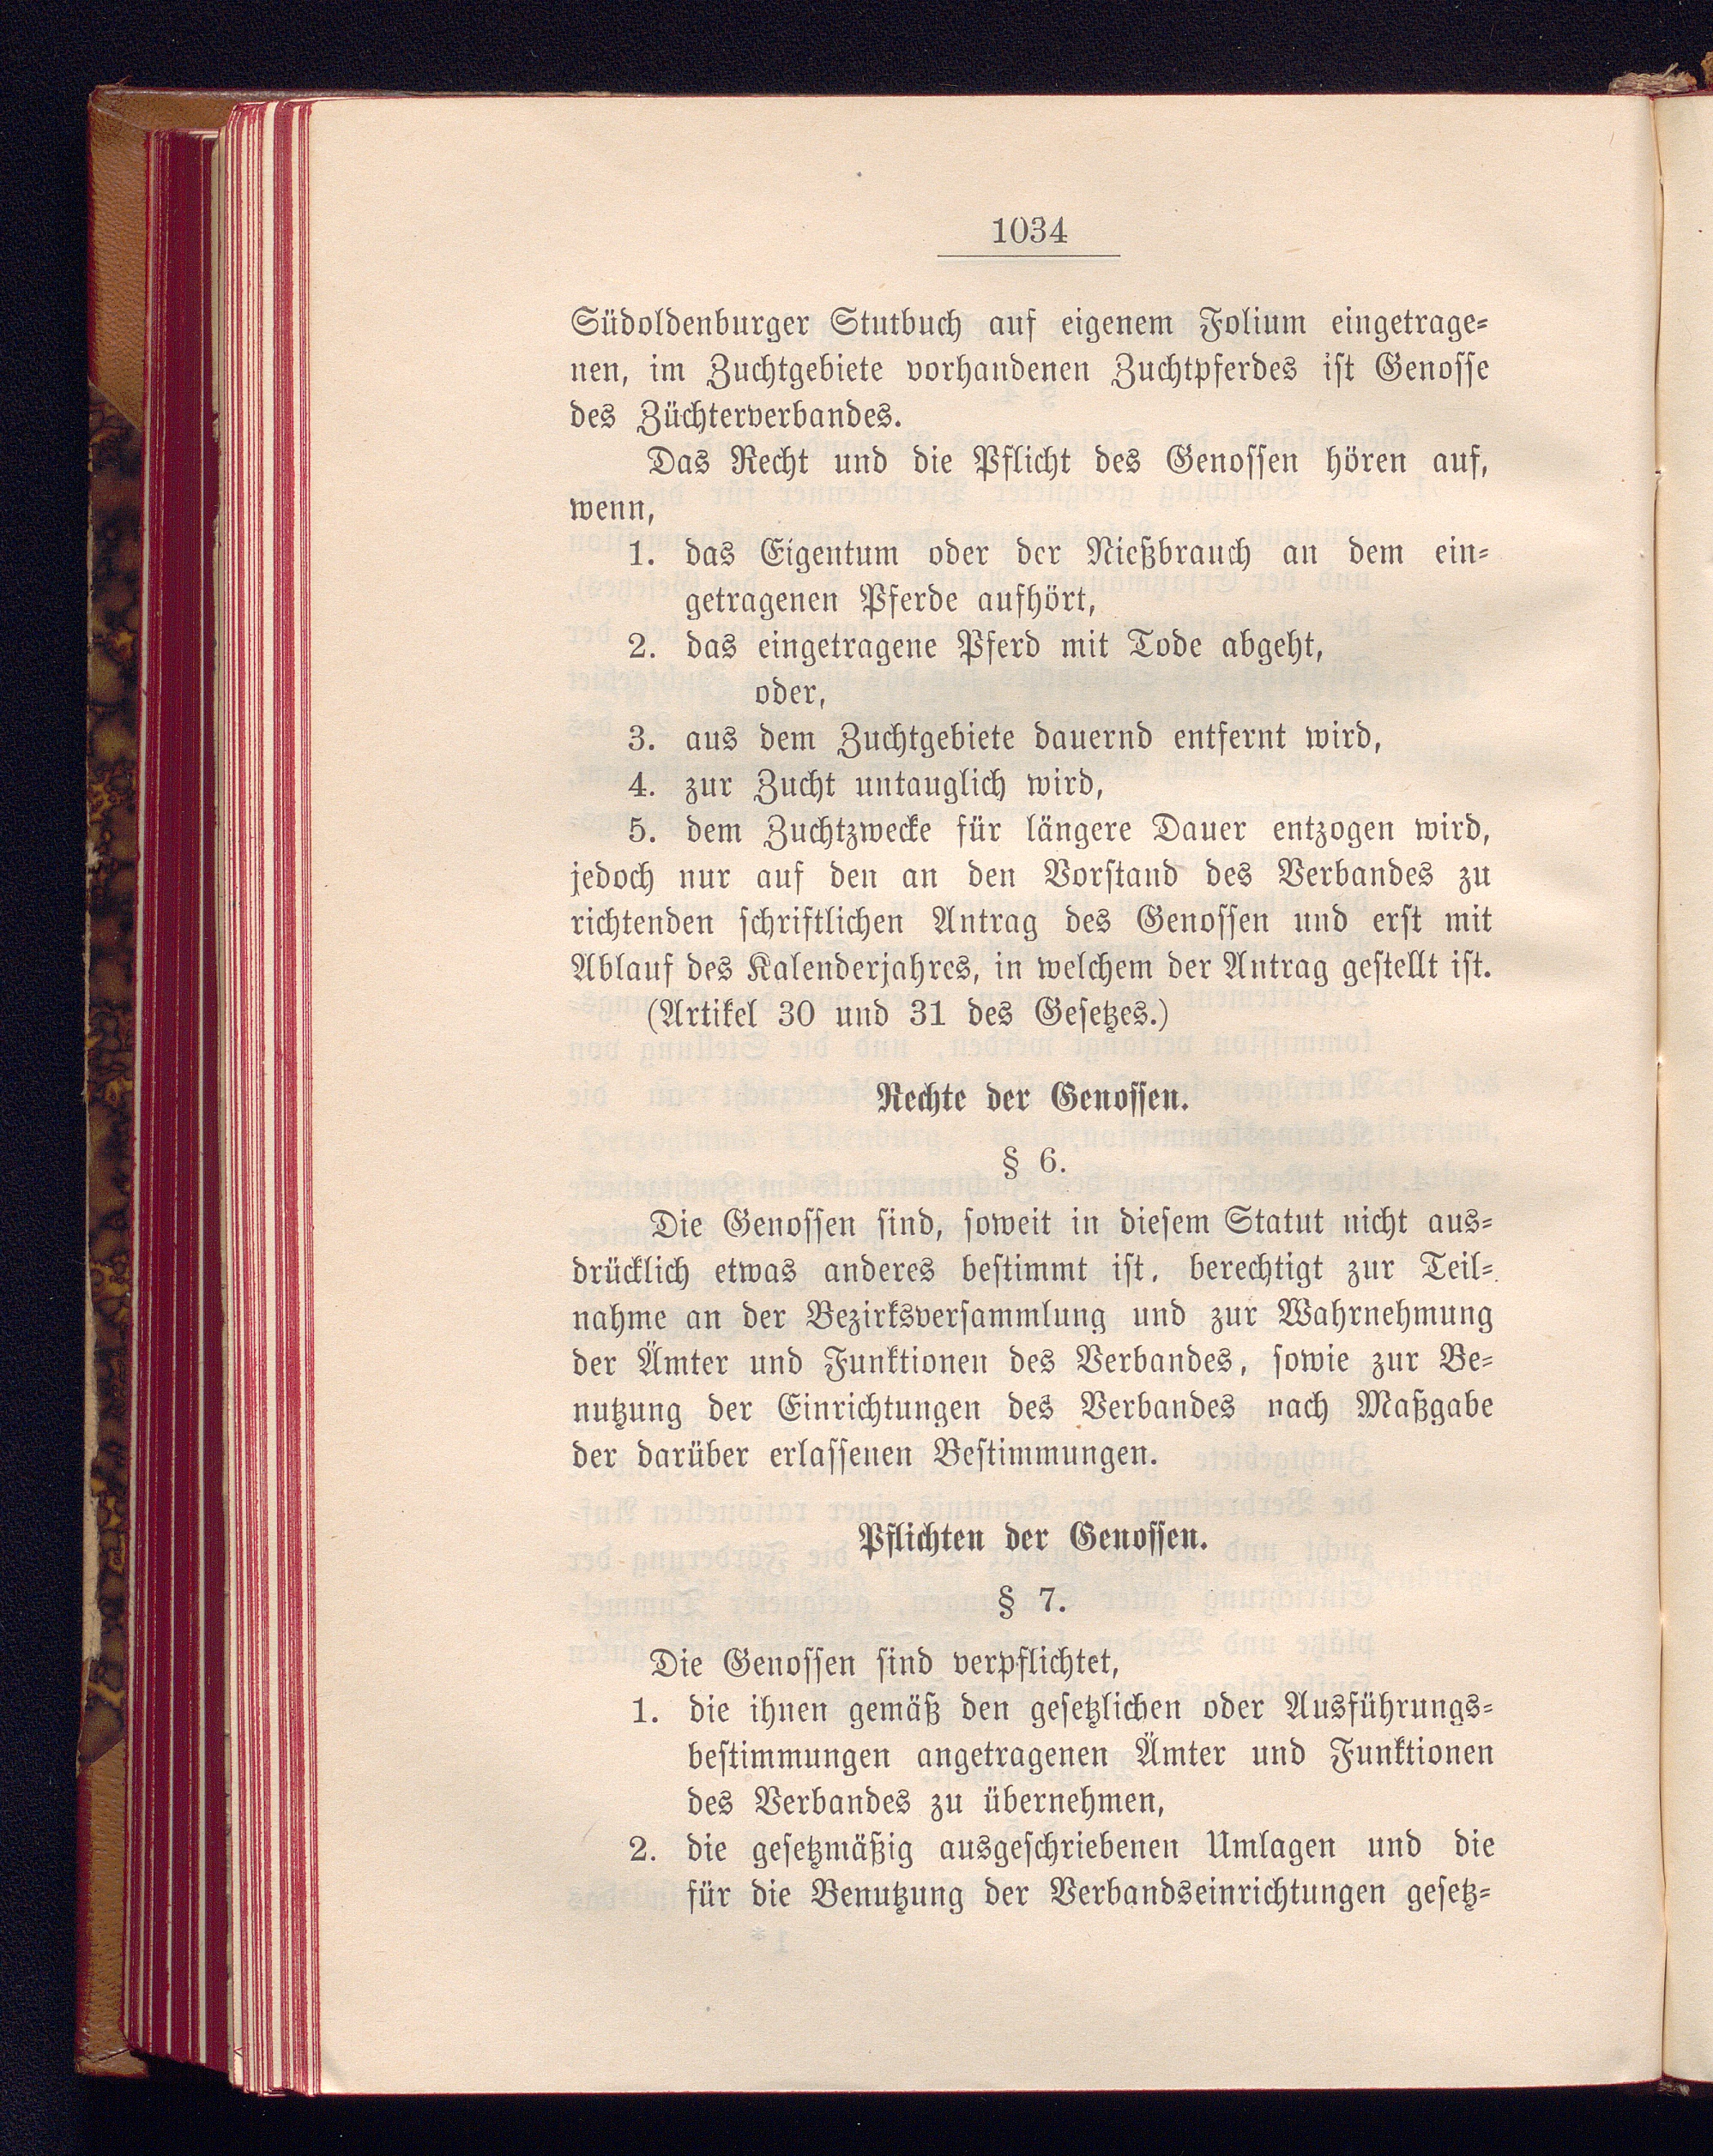 1034
Südoldenburger Stutbuch auf eigenem Folium eingetrage-
nen, im Zuchtgebiete vorhandenen Zuchtpferdes ist Genosse
des Züchterverbandes.
Das Recht und die Pflicht des Genossen hören auf,
wenn,
1. das Eigentum oder der Nießbrauch an dem ein-
getragenen Pferde aufhört,
2. das eingetragene Pferd mit Tode abgeht,
oder,
3. aus dem Zuchtgebiete dauernd entfernt wird,
4. zur Zucht untauglich wird,
5. dem Zuchtzwecke für längere Dauer entzogen wird,
jedoch nur auf den an den Vorstand des Verbandes zu
richtenden schriftlichen Antrag des Genossen und erst mit
Ablauf des Kalenderjahres, in welchem der Antrag gestellt ist.
(Artikel 30 und 31 des Gesetzes.)
Rechte der Genossen.
§ 6.
Die Genossen sind, soweit in diesem Statut nicht aus-
drücklich etwas anderes bestimmt ist, berechtigt zur Teil-
nahme an der Bezirksversammlung und zur Wahrnehmung
der Ämter und Funktionen des Verbandes, sowie zur Be-
nutzung der Einrichtungen des Verbandes nach Maßgabe
der darüber erlassenen Bestimmungen.
Pflichten der Genossen.
§ 7.
Die Genossen sind verpflichtet,
1. die ihnen gemäß den gesetzlichen oder Ausführungs-
bestimmungen angetragenen Ämter und Funktionen
des Verbandes zu übernehmen,
2. die gesetzmäßig ausgeschriebenen Umlagen und die
für die Benutzung der Verbandseinrichtungen gesetz-